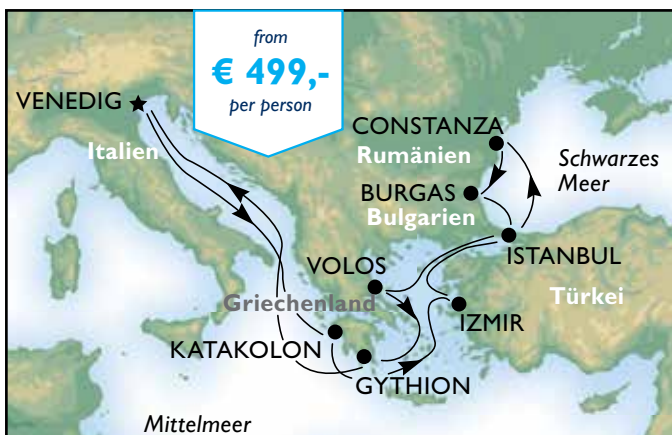 from
€ 499,-
per person
VENEDIG
Italien
CONSTANZA
Rumänien
Schwarzes
Meer
BURGAS
Bulgarien
ISTANBUL
VOLOS
Griechenland
Türkei
IZMIR
KATAKOLON
GYTHION
Mittelmeer